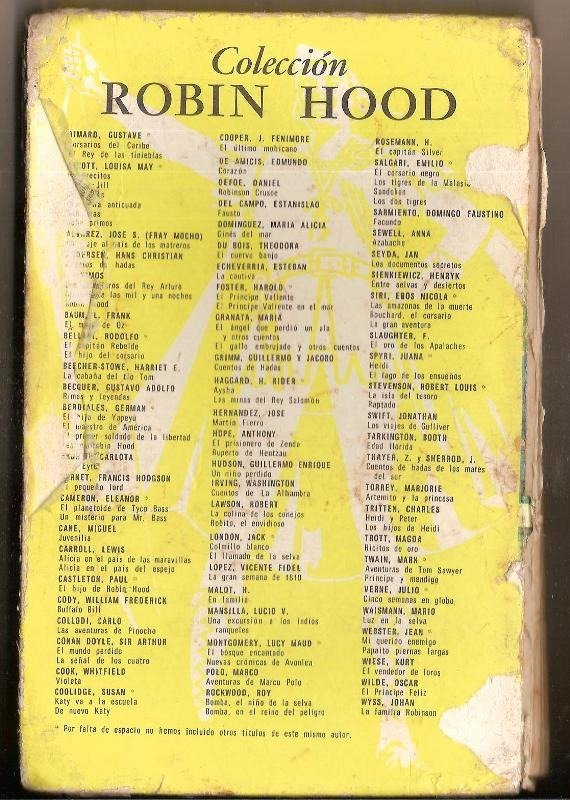 Colección
ROBIN HOOD
IMARD, GUSTAVE *
orsarios del Caribe
Rey de las tinieblas
OTT, LOUISA MAY *
recitos
Jill
as
a anticuada
as
primos
ALVAREZ, JOSE S. (FRAY MOCHO)
aje al país de los matreros
DERSEN, HANS CHRISTIAN
os de hadas
IMOS
ros del Rey Arturo
as mil y una noches
Hood
BAUM, L. FRANK
El m de Oz
BEL , RODOLFO *
El capitán Rebelde
El hijo del corsario
BEECHER-STOWE, HARRIET E.
La cabaña del Tío Tom
BECQUER, GUSTAVO ADOLFO
Rimas y leyendas
BERDIALES, GERMAN *
El hijo de Yapeyú
El maestro de América
El primer soldado de la libertad
Robin Hood
CARLOTA
Eyre
RNET, FRANCIS HODGSON
El pequeño lord
CAMERON, ELEANOR *
El planetoide de Tyco Bass
Un misterio para Mr. Bass
CANE, MIGUEL
Juvenilia
CARROLL, LEWIS
Alicia en el país de las maravillas
Alicia en el país del espejo
CASTLETON, PAUL *
El hijo de Robin Hood
CODY, WILLIAM FREDERICK
Buffalo Bill
COLLODI, CARLO
Las aventuras de Pinocho
CONAN DOYLE, SIR ARTHUR
El mundo perdido
La señal de los cuatro
COOK, WHITFIELD
Violeta
COOLIDGE, SUSAN *
Katy va a la escuela
De nuevo Katy
COOPER, J. FENIMORE
El último mohicano
DE AMICIS, EDMUNDO
Corazón
DEFOE, DANIEL
Robinson Crusoe
DEL CAMPO, ESTANISLAO
Fausto
DOMINGUEZ, MARIA ALICIA
Ginés del mar
DU BOIS, THEODORA
El cuervo banjo
ECHEVERRIA, ESTEBAN
La cautiva
FOSTER, HAROLD
El Príncipe Valiente
El Príncipe Valiente en el mar
GRANATA, MARIA
El ángel que perdió un ala
y otros cuentos
El gallo embrujado y otros cuentos
GRIMM, GUILLERMO Y JACOBO
Cuentos de Hadas
HAGGARD, H. RIDER *
Aysha
Las minas del Rey Salomón
HERNANDEZ, JOSE
Martín Fierro
HOPE, ANTHONY
El prisionero de Zenda
Ruperto de Hentzau
HUDSON, GUILLERMO ENRIQUE
Un niño perdido
IRVING, WASHINGTON
Cuentos de La Alhambra
LAWSON, ROBERT
La colina de los conejos
Robito, el envidioso
LONDON, JACK *
Colmillo blanco
El llamado de la selva
LOPEZ, VICENTE FIDEL
La gran semana de 1810
MALOT, H.
En familia
MANSILLA, LUCIO V.
Una excursión a los indios
ranqueles
MONTGOMERY, LUCY MAUD *
El bosque encantado
Nuevas crónicas de Avonlea
POLO, MARCO
Aventuras de Marco Polo
ROCKWOOD, ROY
Bomba, el niño de la selva
Bomba, en el reino del peligro
ROSEMANN, H.
El capitán Silver
SALGARI, EMILIO *
El corsario negro
Los tigres de la Malasia
Sandokan
Los dos tigres
SARMIENTO, DOMINGO FAUSTINO
Facundo
SEWELL, ANNA
Azabache
SEYDA, JAN
Los documentos secretos
SIENKIEWICZ, HENRYK
Entre selvas y desiertos
SIRI, EROS NICOLA *
Las amazonas de la muerte
Bouchard, el corsario
La gran aventura
SLAUGHTER, F.
El oro de los Apalaches
SPYRI, JUANA *
Heidi
El lago de los ensueños
STEVENSON, ROBERT LOUIS *
La isla del tesoro
Raptado
SWIFT, JONATHAN
Los viajes de Gulliver
TARKINGTON, BOOTH
Edad florida
THAYER, Z. y SHERROD, J.
Cuentos de hadas de los mares
del sur
TORREY, MARJORIE
Artemito y la princesa
TRITTEN, CHARLES
Heidi y Peter
Los hijos de Heidi
TROTT, MAGDA
Ricitos de oro
TWAIN, MARK *
Aventuras de Tom Sawyer
Príncipe y mendigo
VERNE, JULIO *
Cinco semanas en globo
WAISMANN, MARIO
Luz en la selva
WEBSTER, JEAN *
Mi querido enemigo
Papaíto piernas largas
WIESE, KURT
El vendedor de toros
WILDE, OSCAR
El Príncipe Feliz
WYSS, JOHAN
La familia Robinson
* Por falta de espacio no hemos incluido otros títulos de este mismo autor.